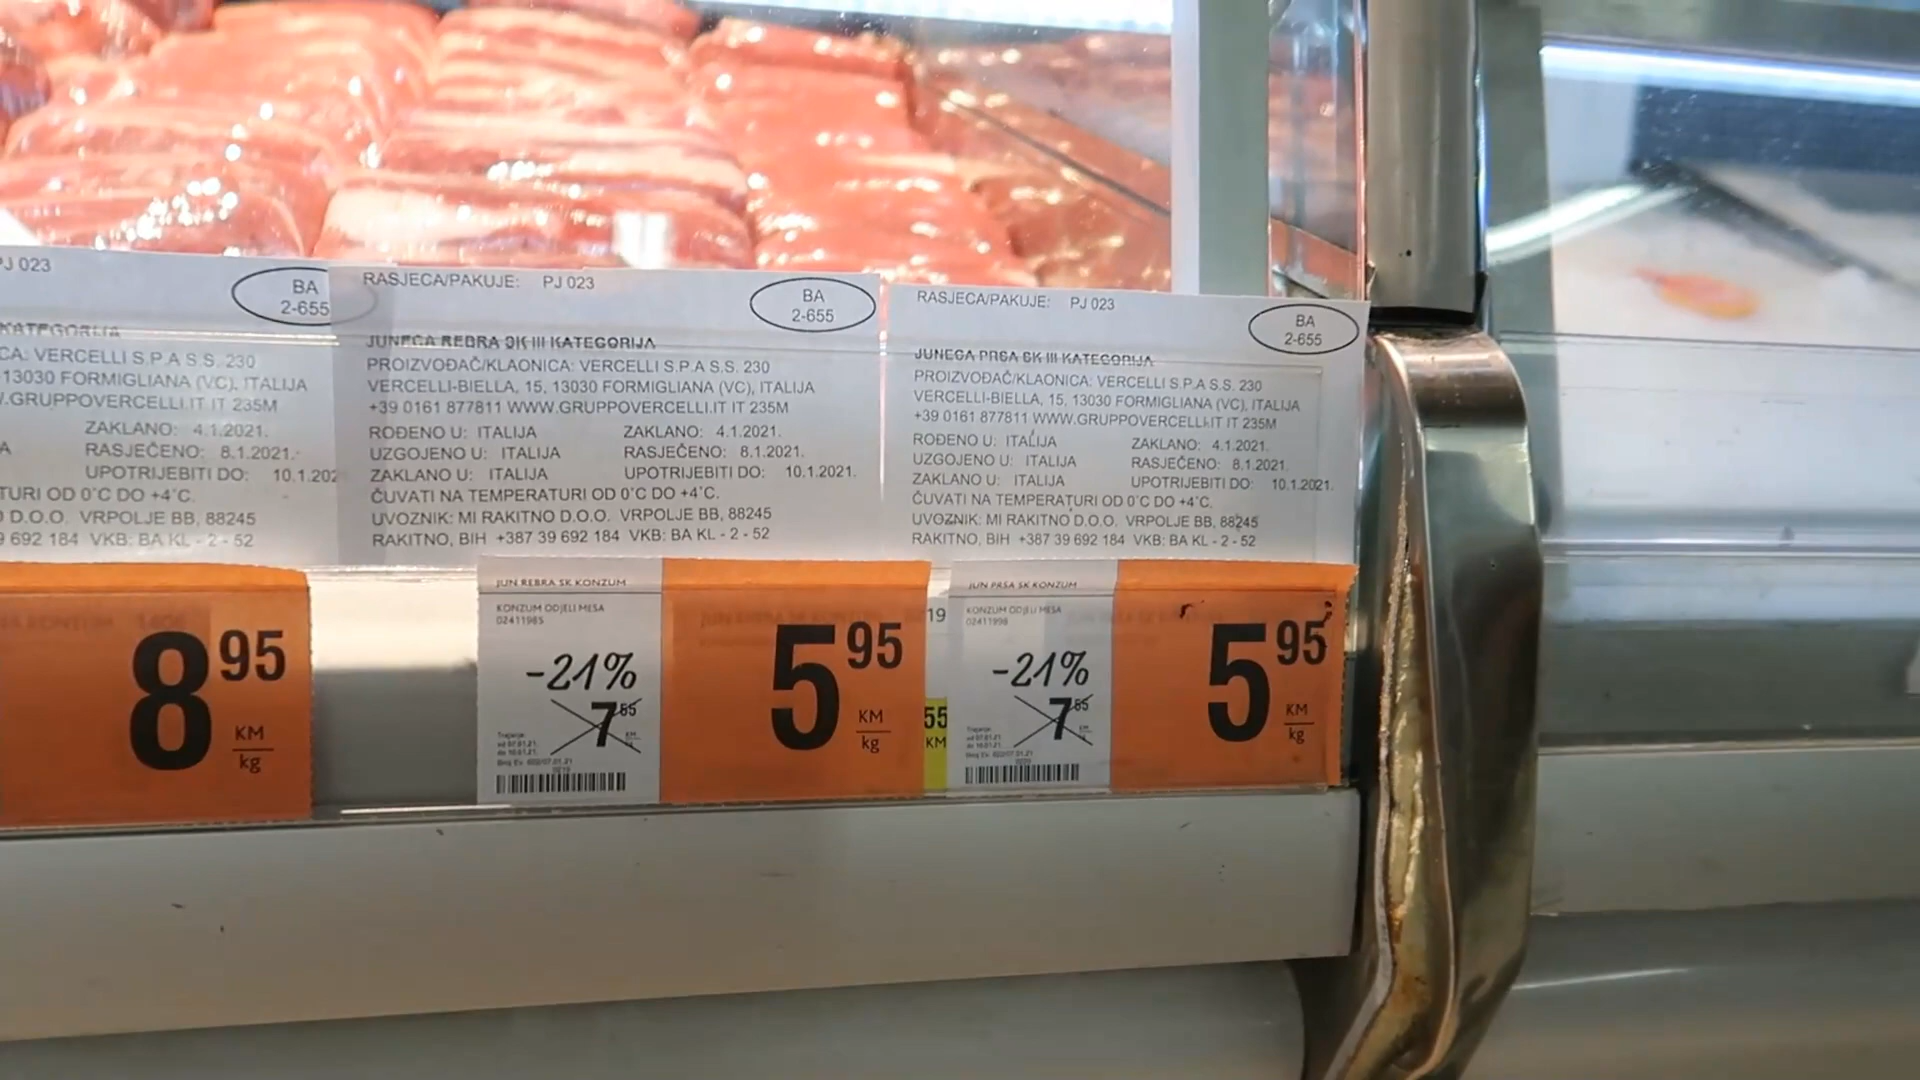 PJ 023
BA
2-655
KATEGORIJA
CA: VERCELLI S.P.A S.S. 230
13030 FORMIGLIANA (VC), ITALIJA
.GRUPPOVERCELLI.IT IT 235M
ZAKLANO: 4.1.2021.
A RASJEČENO: 8.1.2021.
UPOTRIJEBITI DO: 10.1.202
TURI OD 0°C DO +4°C.
D.O.O. VRPOLJE BB, 88245
9 692 184 VKB: BA KL - 2 - 52
RASJECA/PAKUJE: PJ 023
BA
2-655
JUNEĆA REBRA SK III KATEGORIJA
PROIZVOĐAČ/KLAONICA: VERCELLI S.P.A S.S. 230
VERCELLI-BIELLA, 15, 13030 FORMIGLIANA (VC), ITALIJA
+39 0161 877811 WWW.GRUPPOVERCELLI.IT IT 235M
ROĐENO U: ITALIJA ZAKLANO: 4.1.2021.
UZGOJENO U: ITALIJA RASJEČENO: 8.1.2021.
ZAKLANO U: ITALIJA UPOTRIJEBITI DO: 10.1.2021.
ČUVATI NA TEMPERATURI OD 0°C DO +4°C.
UVOZNIK: MI RAKITNO D.O.O. VRPOLJE BB, 88245
RAKITNO, BIH +387 39 692 184 VKB: BA KL - 2 - 52
RASJECA/PAKUJE: PJ 023
BA
2-655
JUNEĆA PRSA SK III KATEGORIJA
PROIZVOĐAČ/KLAONICA: VERCELLI S.P.A S.S. 230
VERCELLI-BIELLA, 15, 13030 FORMIGLIANA (VC), ITALIJA
+39 0161 877811 WWW.GRUPPOVERCELLI.IT IT 235M
ROĐENO U: ITALIJA ZAKLANO: 4.1.2021.
UZGOJENO U: ITALIJA RASJEČENO: 8.1.2021.
ZAKLANO U: ITALIJA UPOTRIJEBITI DO: 10.1.2021.
ČUVATI NA TEMPERATURI OD 0°C DO +4°C.
UVOZNIK: MI RAKITNO D.O.O. VRPOLJE BB, 88245
RAKITNO, BIH +387 39 692 184 VKB: BA KL - 2 - 52
8 95
KM
kg
JUN REBRA SK KONZUM
KONZUM ODJELI MESA
02411985
-21%
7 55
5 95
KM
kg
19
55
KM
JUN PRSA SK KONZUM
KONZUM ODJELI MESA
02411998
-21%
7 55
5 95
KM
kg